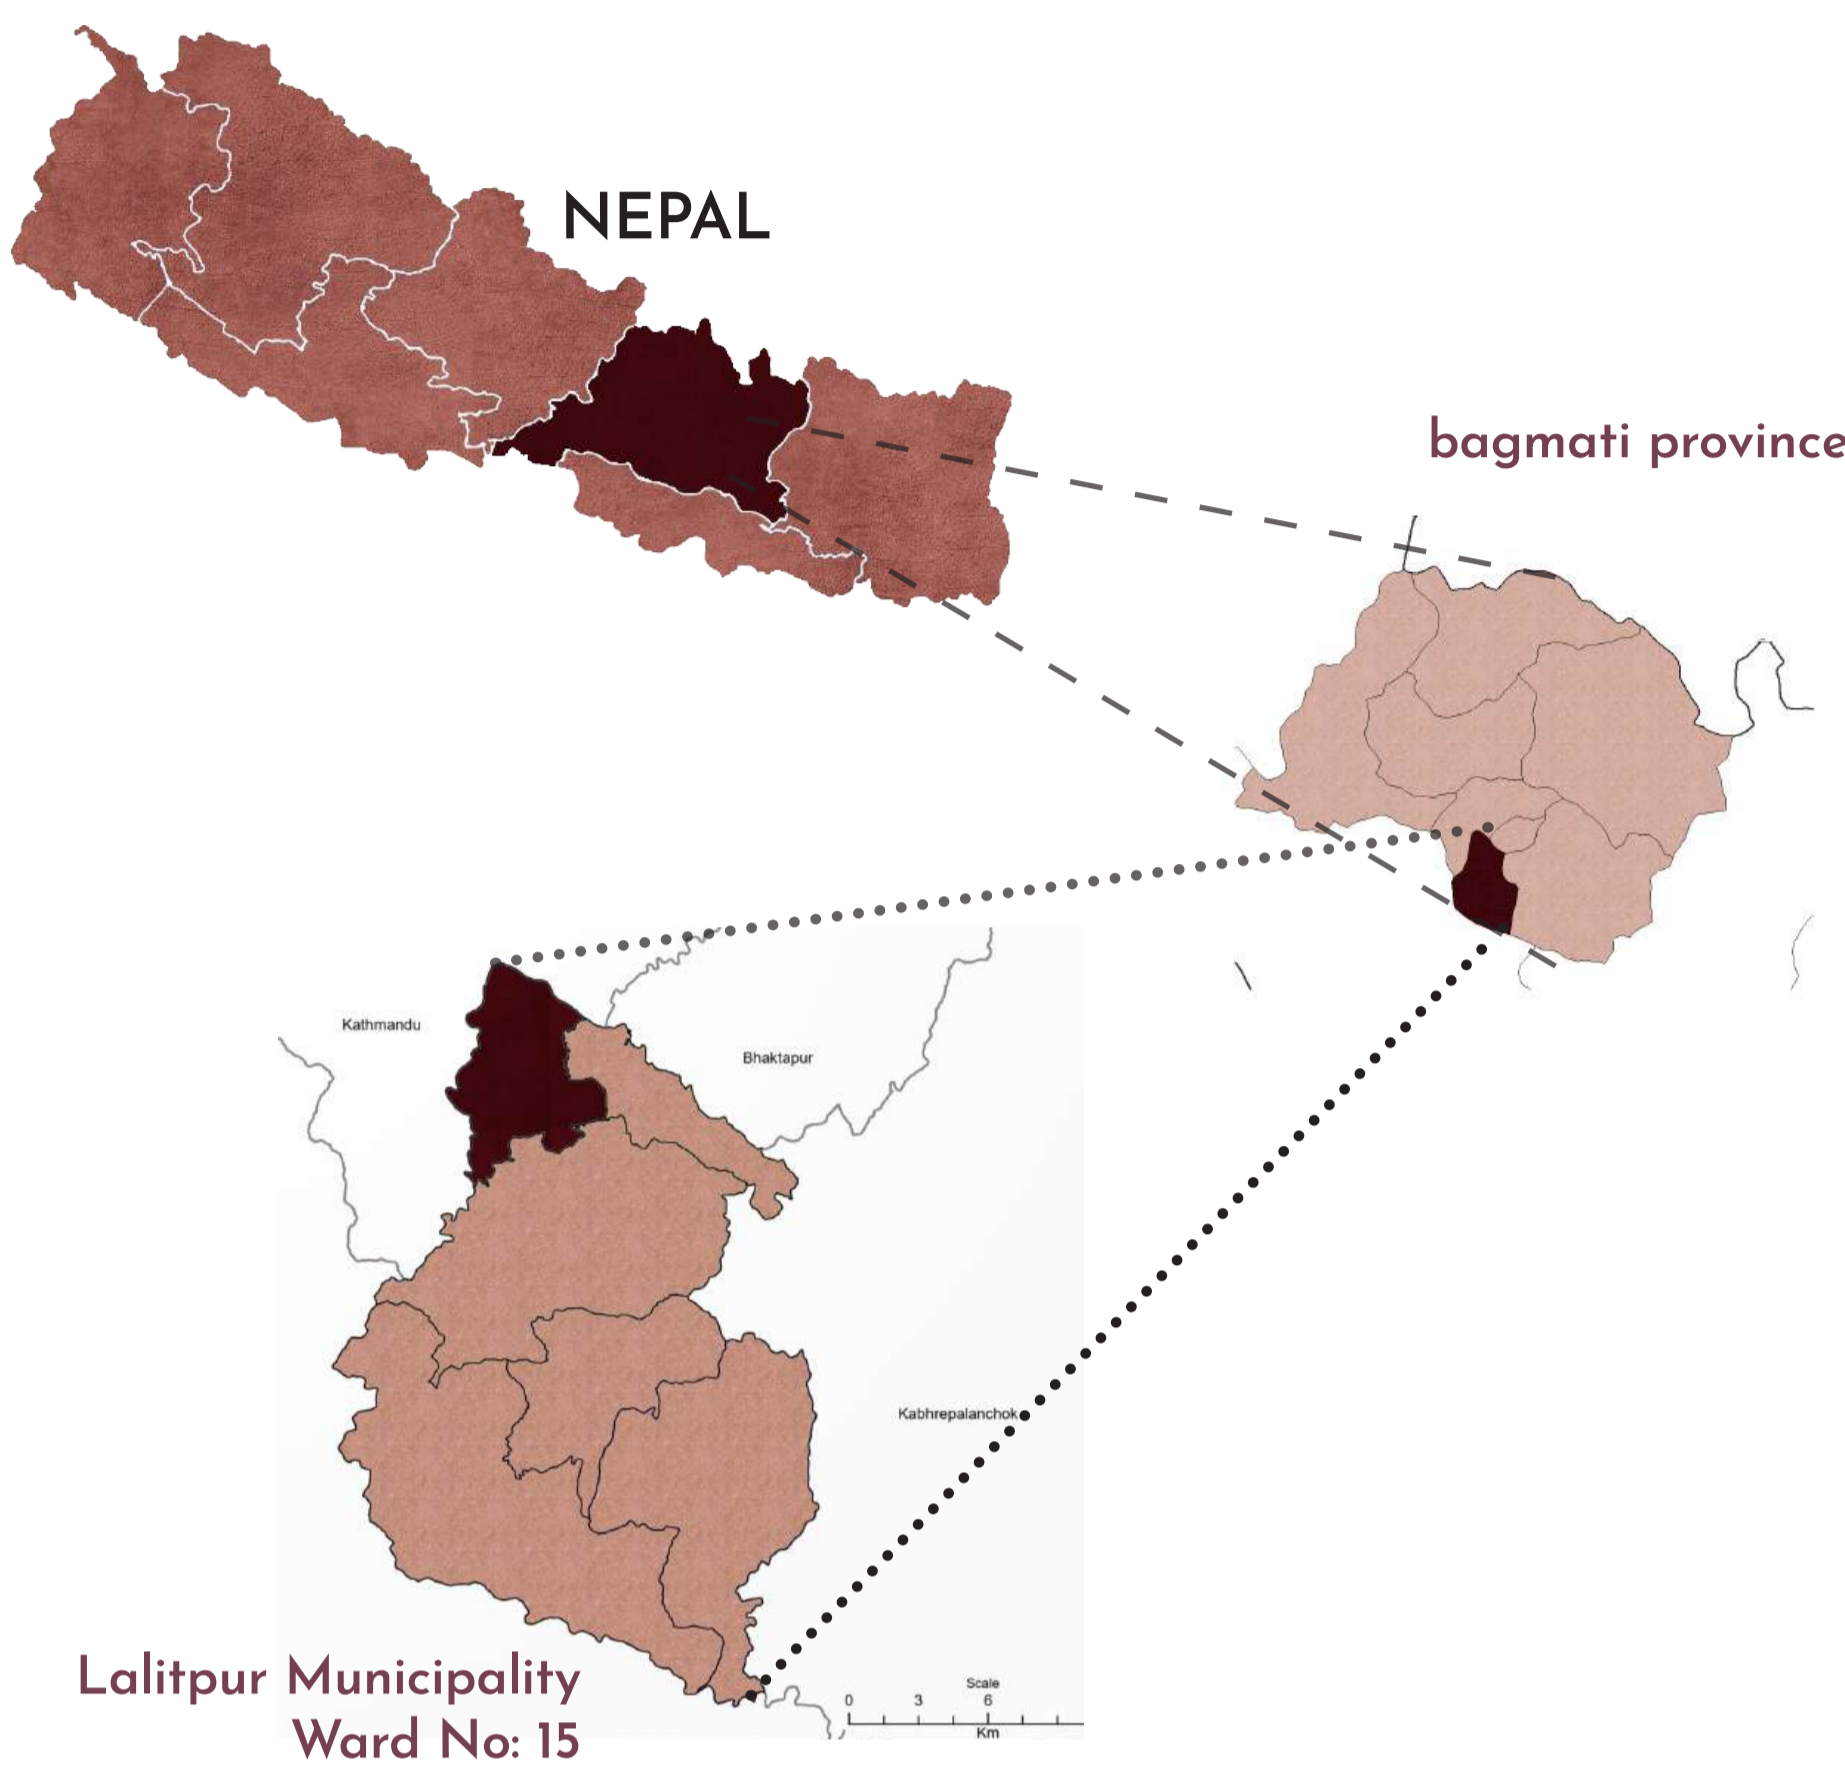 NEPAL
bagmati province
Kathmandu
Bhaktapur
Kabhrepalanchok
Lalitpur Municipality
Ward No: 15
Scale
0 3 6
Km